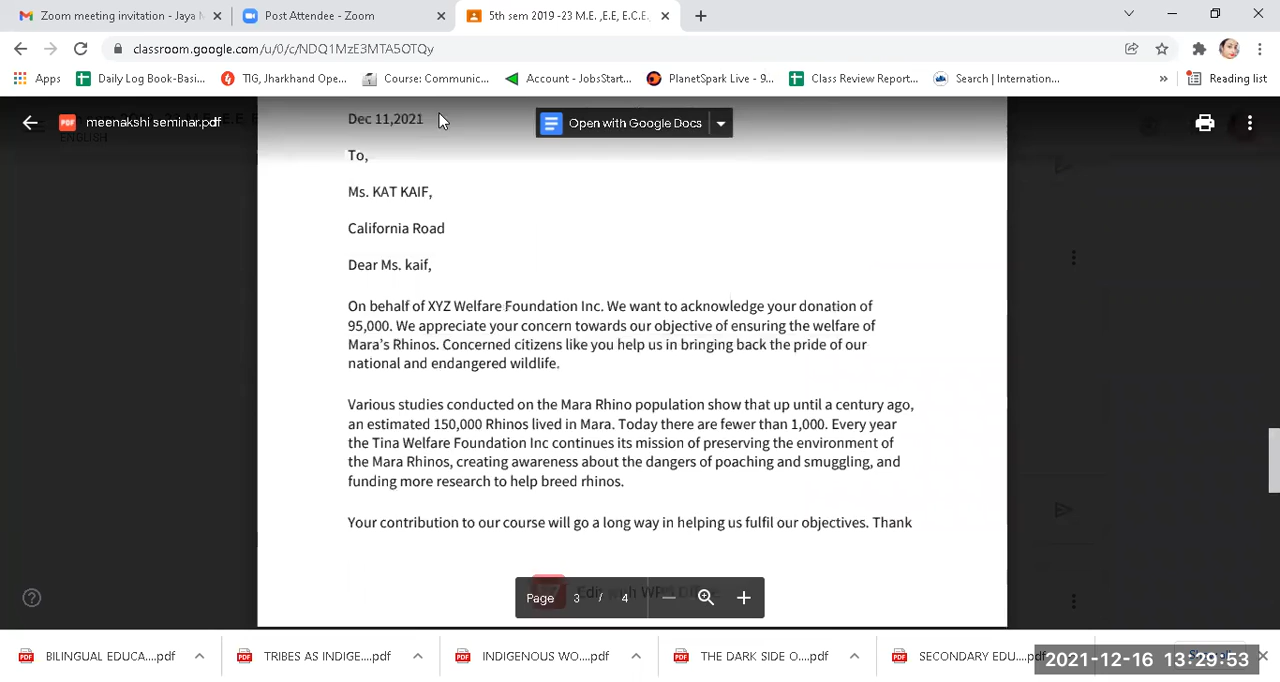 Zoom meeting invitation - Jaya M
Post Attendee - Zoom
5th sem 2019 -23 M.E. ,E.E, E.C.E.,
classroom.google.com/u/0/c/NDQ1MzE3MTA5OTQy
Apps
Daily Log Book-Basi...
TIG, Jharkhand Ope...
Course: Communic...
Account - JobsStart...
PlanetSpark Live - 9...
Class Review Report...
Search | Internation...
»
Reading list
meenakshi seminar.pdf
Open with Google Docs
ENGLISH
Dec 11,2021
To,
Ms. KAT KAIF,
California Road
Dear Ms. kaif,
On behalf of XYZ Welfare Foundation Inc. We want to acknowledge your donation of
95,000. We appreciate your concern towards our objective of ensuring the welfare of
Mara's Rhinos. Concerned citizens like you help us in bringing back the pride of our
national and endangered wildlife.
Various studies conducted on the Mara Rhino population show that up until a century ago,
an estimated 150,000 Rhinos lived in Mara. Today there are fewer than 1,000. Every year
the Tina Welfare Foundation Inc continues its mission of preserving the environment of
the Mara Rhinos, creating awareness about the dangers of poaching and smuggling, and
funding more research to help breed rhinos.
Your contribution to our course will go a long way in helping us fulfil our objectives. Thank
Page 3 / 4
BILINGUAL EDUCA....pdf
TRIBES AS INDIGE....pdf
INDIGENOUS WO....pdf
THE DARK SIDE O....pdf
SECONDARY EDU....pdf
2021-12-16 13:29:53